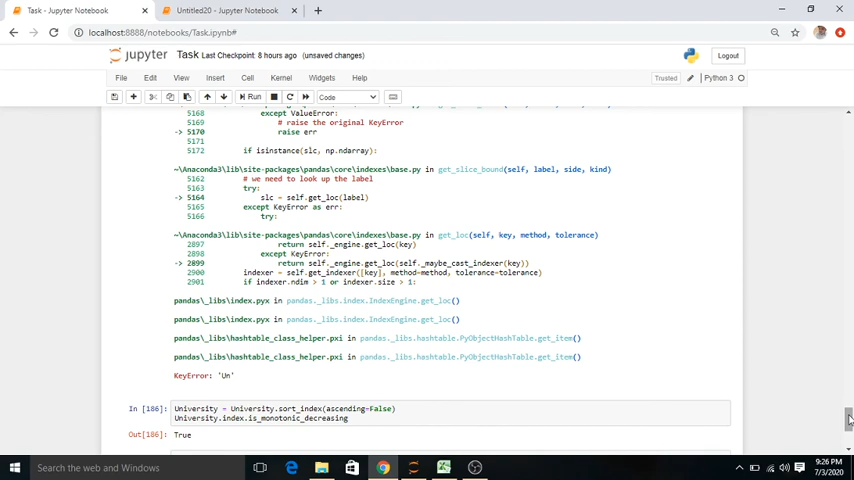 Task - Jupyter Notebook
Untitled20 - Jupyter Notebook
localhost:8888/notebooks/Task.ipynb#
jupyter Task Last Checkpoint: 8 hours ago (unsaved changes)
Logout
File Edit View Insert Cell Kernel Widgets Help
Trusted Python 3
Run Code
5168 except ValueError:
5169 # raise the original KeyError
-> 5170 raise err
5171
5172 if isinstance(slc, np.ndarray):
~\Anaconda3\lib\site-packages\pandas\core\indexes\base.py in get_slice_bound(self, label, side, kind)
5162 # we need to look up the label
5163 try:
-> 5164 slc = self.get_loc(label)
5165 except KeyError as err:
5166 try:
~\Anaconda3\lib\site-packages\pandas\core\indexes\base.py in get_loc(self, key, method, tolerance)
2897 return self._engine.get_loc(key)
2898 except KeyError:
-> 2899 return self._engine.get_loc(self._maybe_cast_indexer(key))
2900 indexer = self.get_indexer([key], method=method, tolerance=tolerance)
2901 if indexer.ndim > 1 or indexer.size > 1:
pandas\_libs\index.pyx in pandas._libs.index.IndexEngine.get_loc()
pandas\_libs\index.pyx in pandas._libs.index.IndexEngine.get_loc()
pandas\_libs\hashtable_class_helper.pxi in pandas._libs.hashtable.PyObjectHashTable.get_item()
pandas\_libs\hashtable_class_helper.pxi in pandas._libs.hashtable.PyObjectHashTable.get_item()
KeyError: 'Un'
In [186]: University = University.sort_index(ascending=False)
University.index.is_monotonic_decreasing
Out[186]: True
Search the web and Windows
9:26 PM
7/3/2020